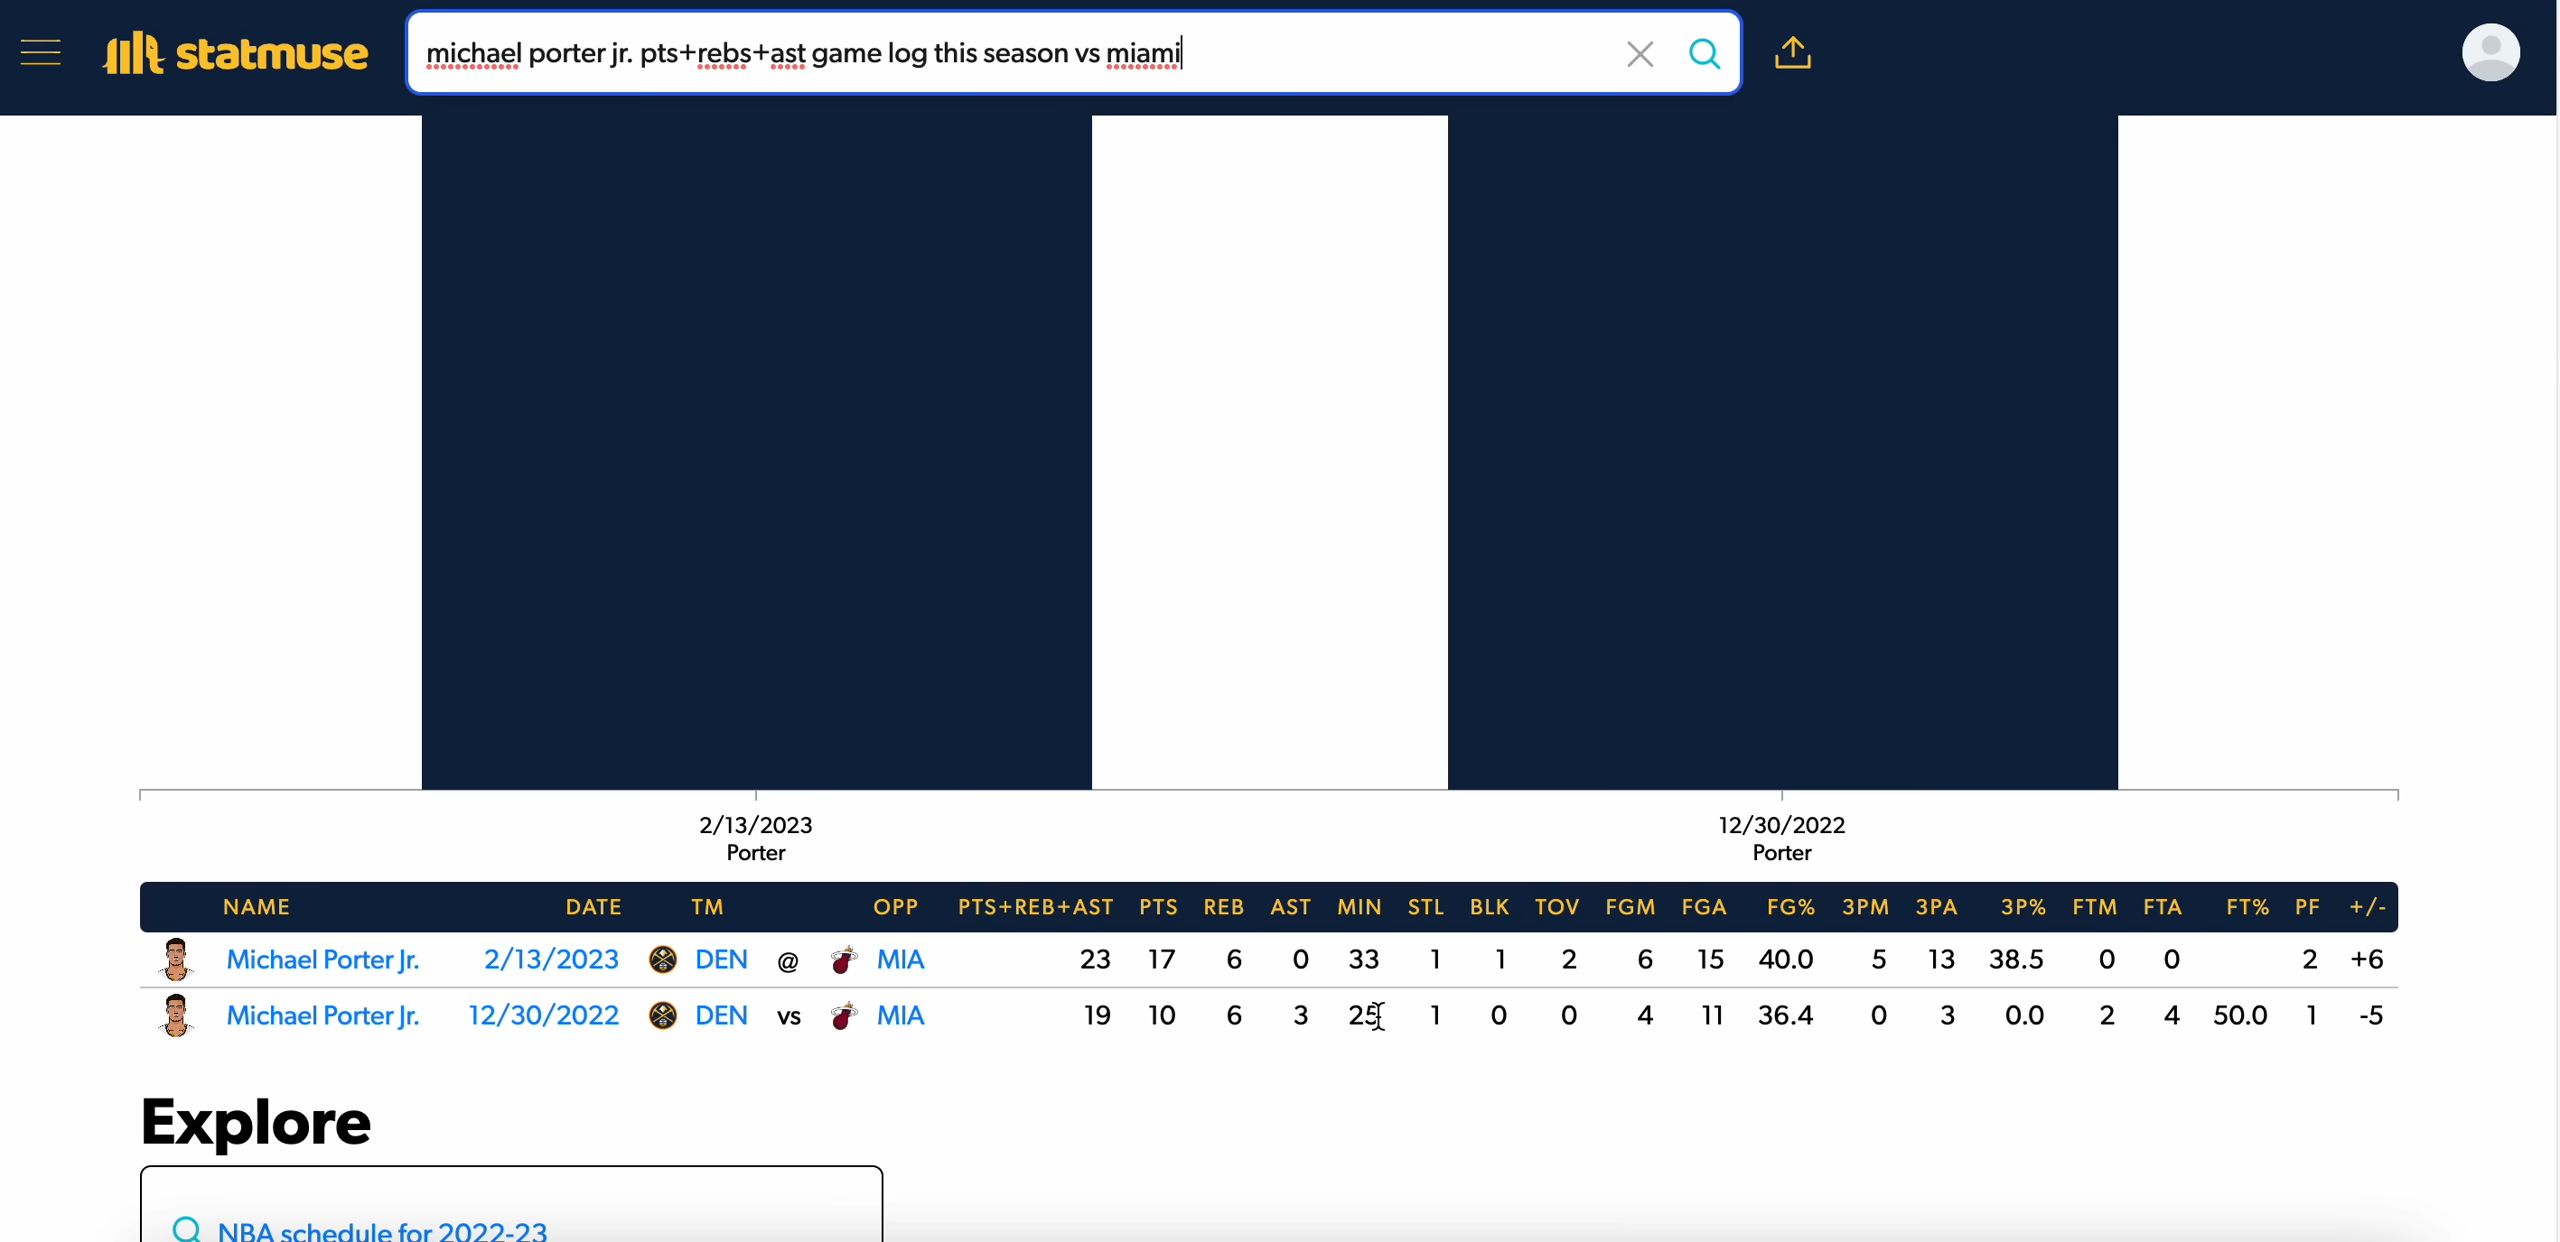 statmuse
michael porter jr. pts+rebs+ast game log this season vs miami
2/13/2023
Porter
12/30/2022
Porter
NAME DATE TM OPP PTS+REB+AST PTS REB AST MIN STL BLK TOV FGM FGA FG% 3PM 3PA 3P% FTM FTA FT% PF +/-
Michael Porter Jr. 2/13/2023 DEN @ MIA 23 17 6 0 33 1 1 2 6 15 40.0 5 13 38.5 0 0 2 +6
Michael Porter Jr. 12/30/2022 DEN vs MIA 19 10 6 3 25 1 0 0 4 11 36.4 0 3 0.0 2 4 50.0 1 -5
Explore
NBA schedule for 2022-23